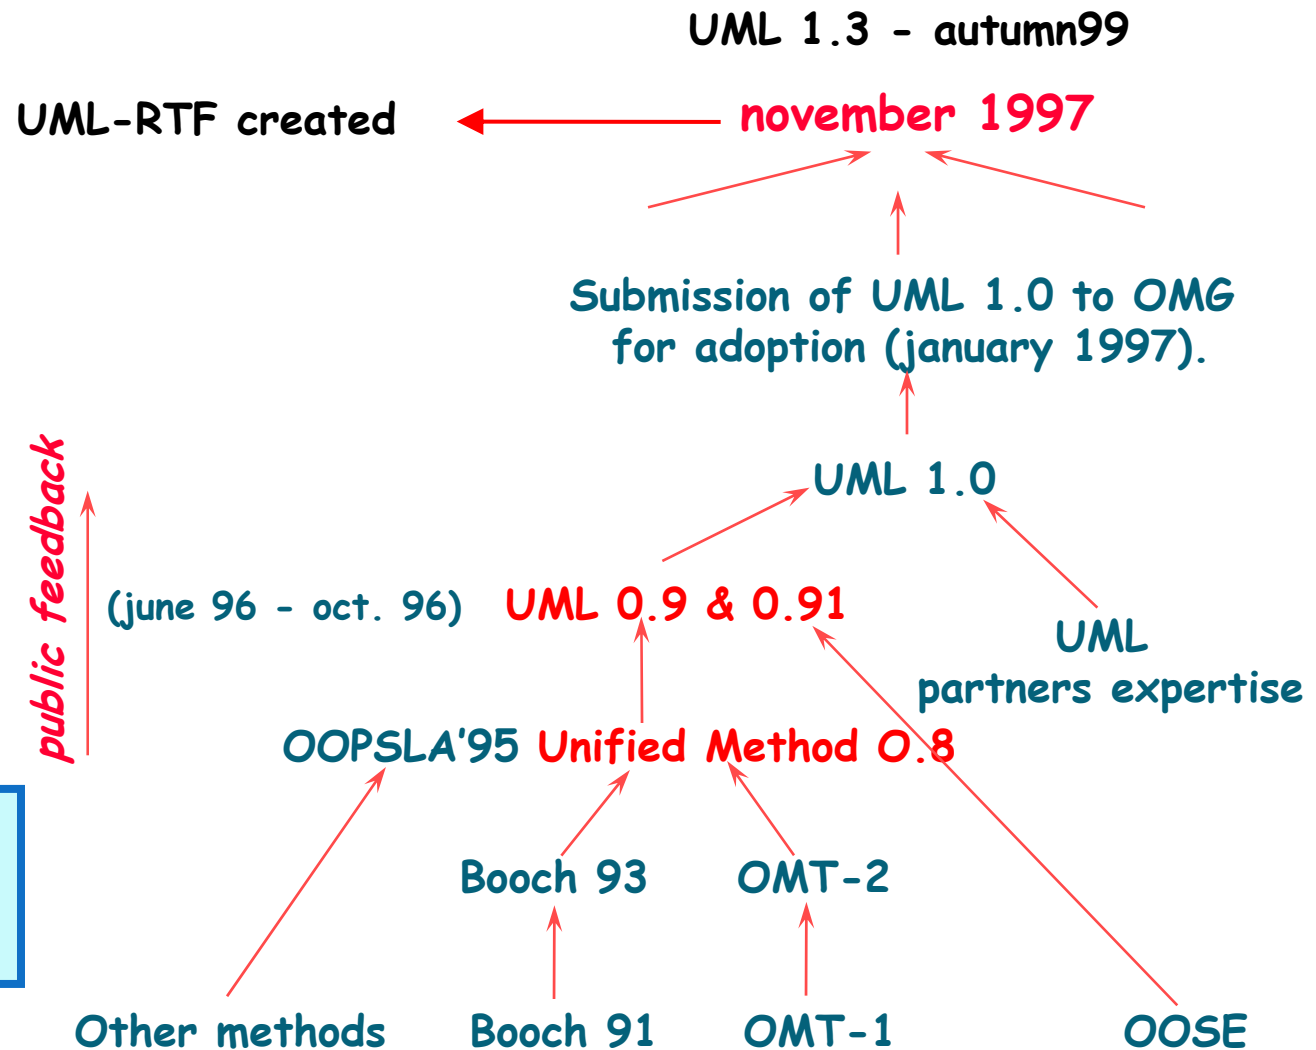 UML 1.3 - autumn99
UML-RTF created
november 1997
Submission of UML 1.0 to OMG
for adoption (january 1997).
UML 1.0
public feedback
(june 96 - oct. 96)
UML 0.9 & 0.91
UML
partners expertise
OOPSLA'95
Unified Method O.8
Booch 93
OMT-2
Other methods
Booch 91
OMT-1
OOSE